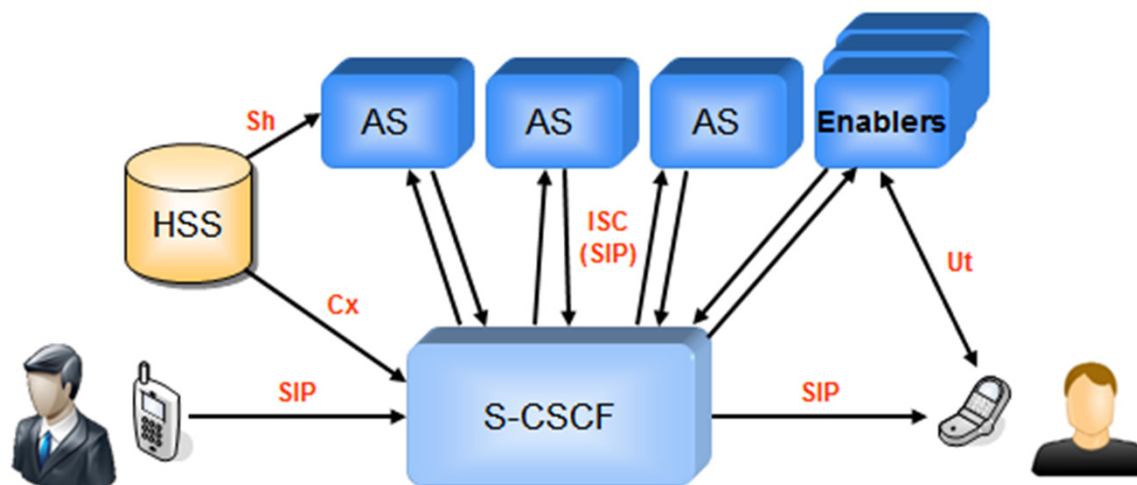 AS
AS
AS
Enablers
Sh
HSS
ISC
(SIP)
Ut
Cx
SIP
S-CSCF
SIP